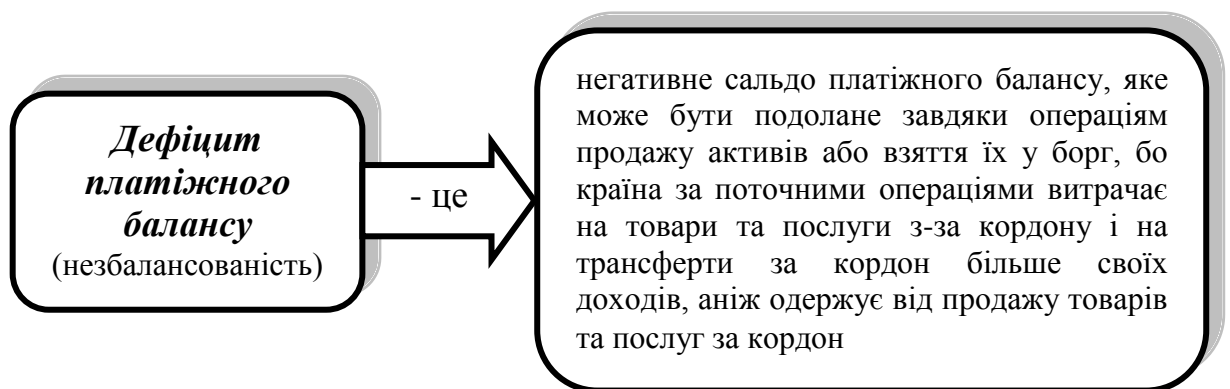 Дефіцит
платіжного
балансу
(незбалансованість)
- це
негативне сальдо платіжного балансу, яке
може бути подолане завдяки операціям
продажу активів або взяття їх у борг, бо
країна за поточними операціями витрачає
на товари та послуги з-за кордону і на
трансферти за кордон більше своїх
доходів, аніж одержує від продажу товарів
та послуг за кордон